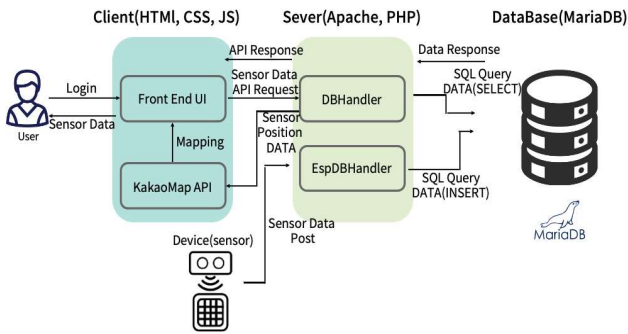 Client(HTMl, CSS, JS)
Sever(Apache, PHP)
DataBase(MariaDB)
API Response
Data Response
Login
Front End UI
Sensor Data
API Request
DBHandler
SQL Query
DATA(SELECT)
User
Sensor Data
Mapping
Sensor
Position
DATA
KakaoMap API
EspDBHandler
SQL Query
DATA(INSERT)
Sensor Data
Post
Device(sensor)
MariaDB